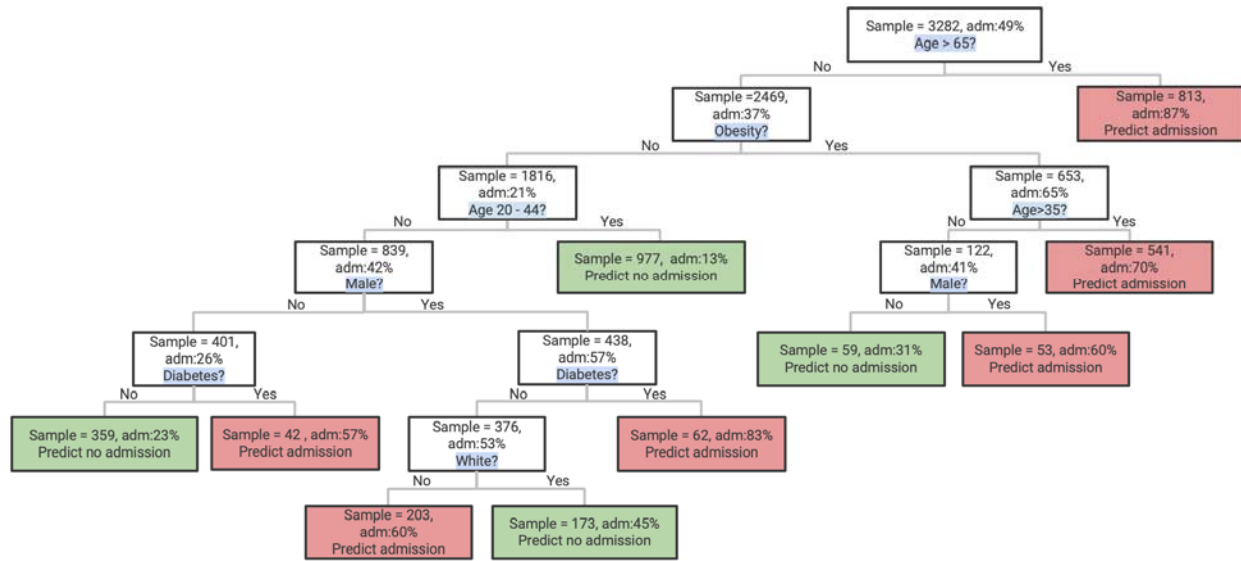 Sample = 3282, adm:49%
Age > 65?
No
Yes
Sample =2469,
adm:37%
Obesity?
Sample = 813,
adm:87%
Predict admission
No
Yes
Sample = 1816,
adm:21%
Age 20 - 44?
Sample = 653,
adm:65%
Age>35?
No
Yes
No
Yes
Sample = 839,
adm:42%
Male?
Sample = 977, adm:13%
Predict no admission
Sample = 122,
adm:41%
Male?
Sample = 541,
adm:70%
Predict admission
No
Yes
No
Yes
Sample = 401,
adm:26%
Diabetes?
Sample = 438,
adm:57%
Diabetes?
Sample = 59, adm:31%
Predict no admission
Sample = 53, adm:60%
Predict admission
No
Yes
No
Yes
Sample = 359, adm:23%
Predict no admission
Sample = 42 , adm:57%
Predict admission
Sample = 376,
adm:53%
White?
Sample = 62, adm:83%
Predict admission
No
Yes
Sample = 203,
adm:60%
Predict admission
Sample = 173, adm:45%
Predict no admission